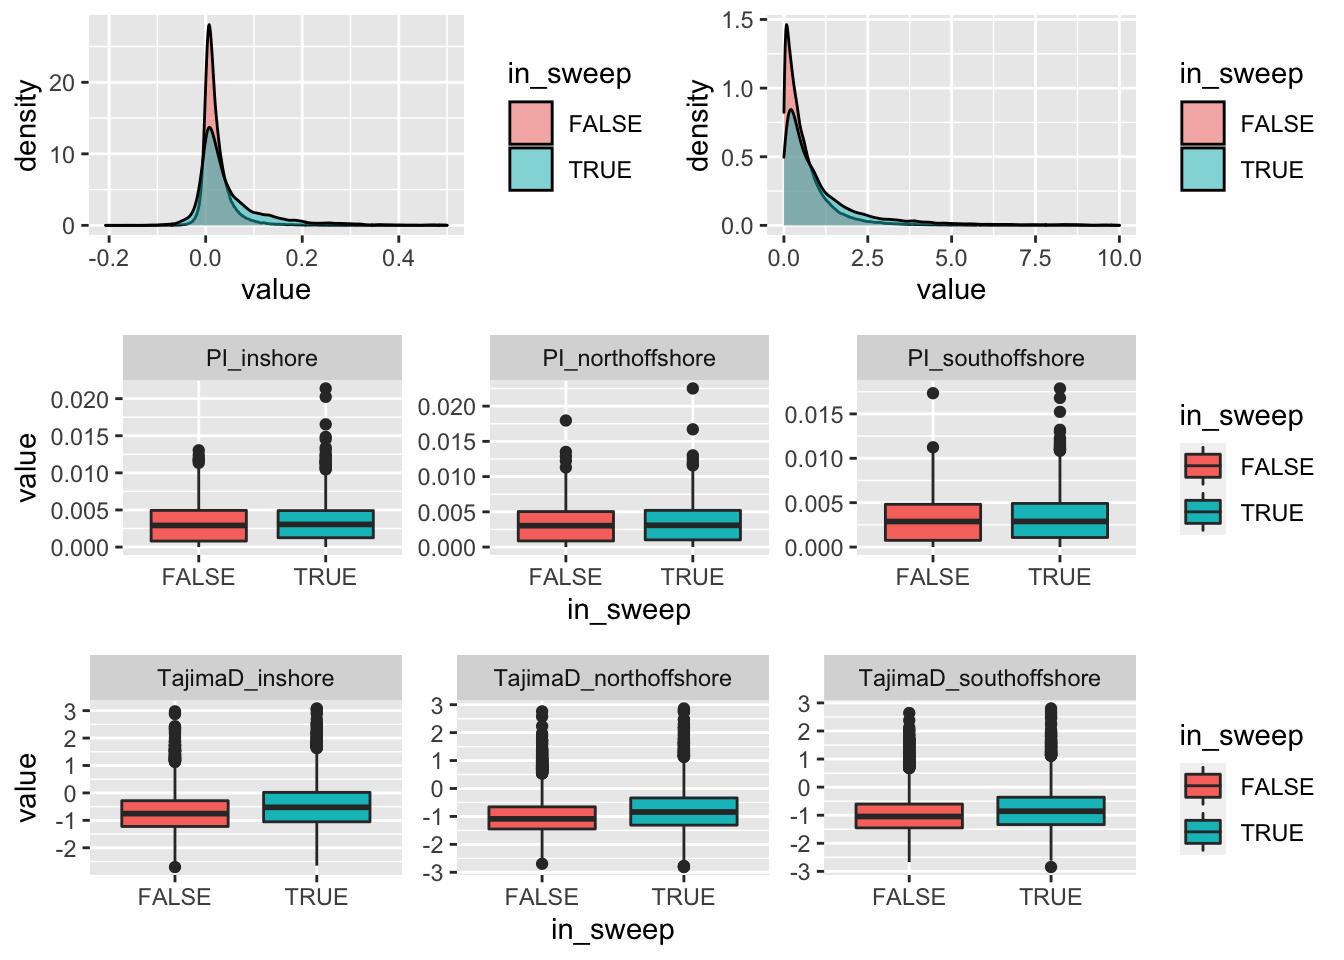 density
20
10
0
-0.2 0.0 0.2 0.4
value
in_sweep
FALSE
TRUE
density
1.5
1.0
0.5
0.0
0.0 2.5 5.0 7.5 10.0
value
in_sweep
FALSE
TRUE
value
PI_inshore
0.020
0.015
0.010
0.005
0.000
FALSE TRUE
PI_northoffshore
0.020
0.015
0.010
0.005
0.000
FALSE TRUE
PI_southoffshore
0.015
0.010
0.005
0.000
FALSE TRUE
in_sweep
in_sweep
FALSE
TRUE
value
TajimaD_inshore
3
2
1
0
-1
-2
FALSE TRUE
TajimaD_northoffshore
3
2
1
0
-1
-2
-3
FALSE TRUE
TajimaD_southoffshore
3
2
1
0
-1
-2
-3
FALSE TRUE
in_sweep
in_sweep
FALSE
TRUE